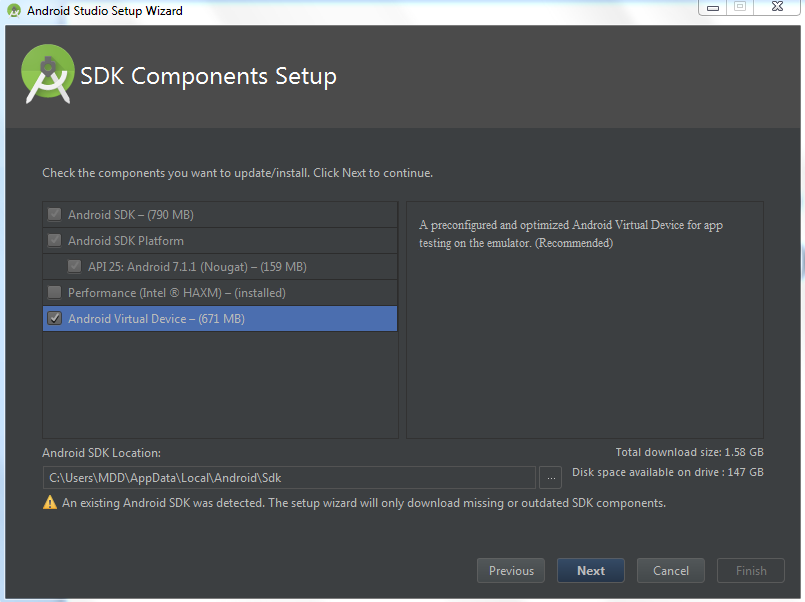 Android Studio Setup Wizard
SDK Components Setup
Check the components you want to update/install. Click Next to continue.
Android SDK – (790 MB)
Android SDK Platform
API 25: Android 7.1.1 (Nougat) – (159 MB)
Performance (Intel ® HAXM) – (installed)
Android Virtual Device – (671 MB)
A preconfigured and optimized Android Virtual Device for app
testing on the emulator. (Recommended)
Android SDK Location:
Total download size: 1.58 GB
C:\Users\MDD\AppData\Local\Android\Sdk
...
Disk space available on drive : 147 GB
An existing Android SDK was detected. The setup wizard will only download missing or outdated SDK components.
Previous
Next
Cancel
Finish